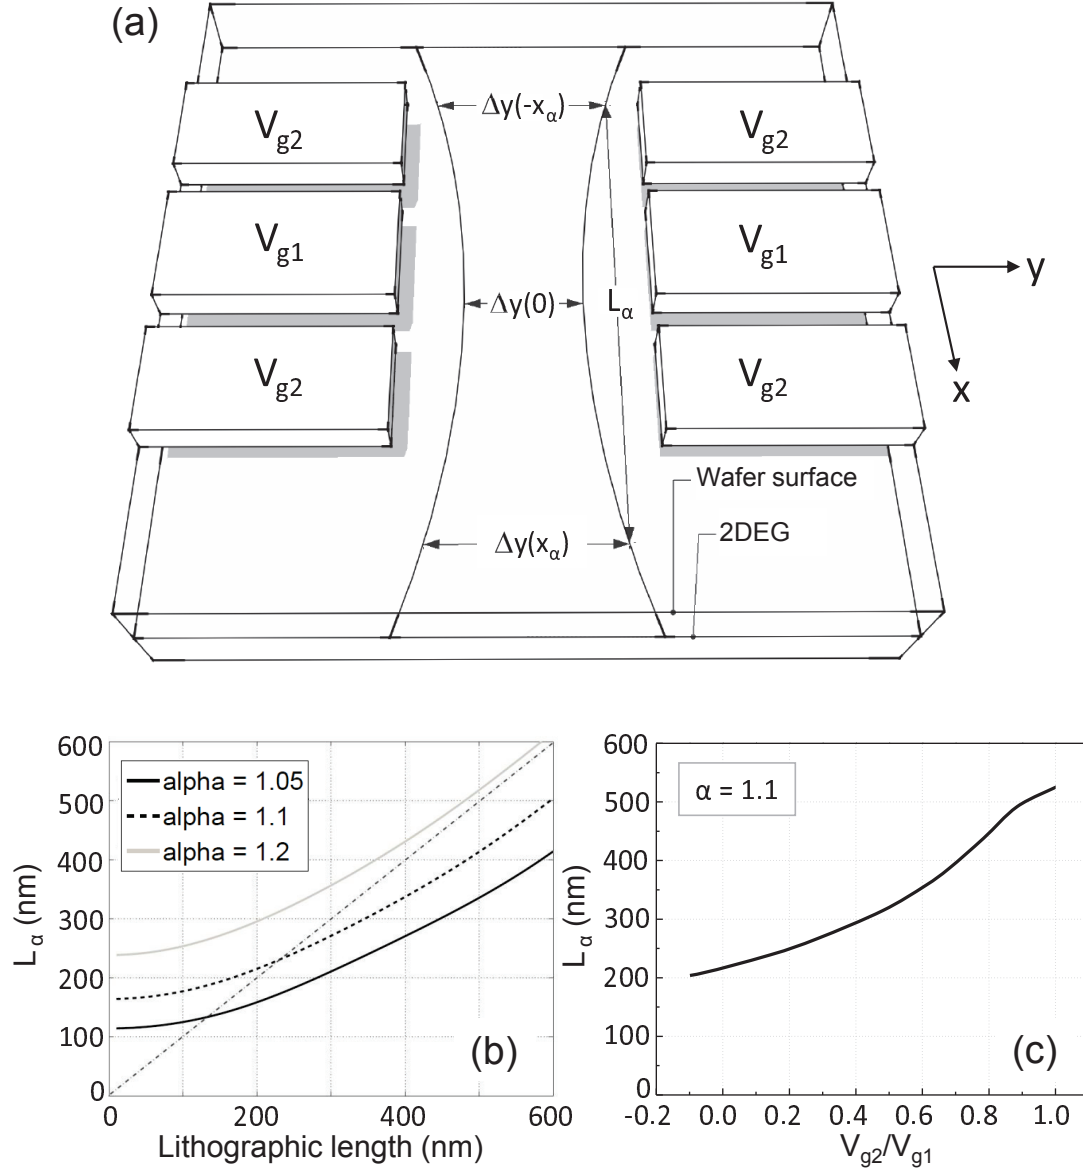 (a)
Δy(-xα)
Vg2
Vg2
Vg1
Vg1
y
Δy(0)
Lα
Vg2
Vg2
x
Wafer surface
2DEG
Δy(xα)
600
500
400
300
200
100
0
Lα (nm)
alpha = 1.05
alpha = 1.1
alpha = 1.2
(b)
0
200
400
600
Lithographic length (nm)
600
500
400
300
200
100
0
Lα (nm)
α = 1.1
(c)
-0.2
0.0
0.2
0.4
0.6
0.8
1.0
Vg2/Vg1